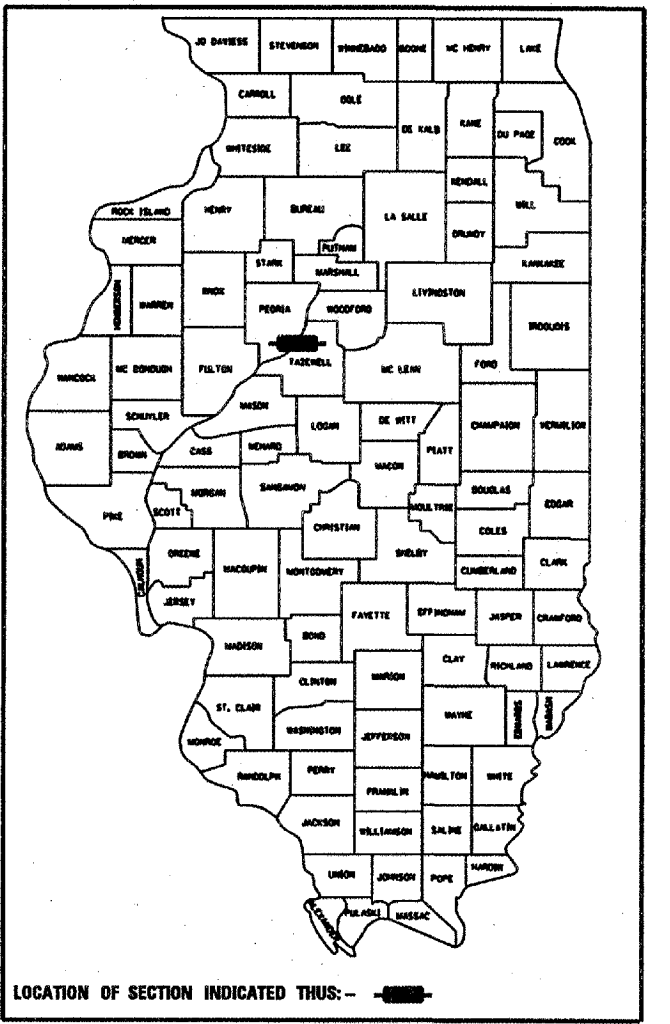 JO DAVIESS STEVENSON WINNEBAGO BOONE MC HENRY LAKE
CARROLL OGLE DE KALB KANE DU PAGE COOK
WHITESIDE LEE
KENDALL
ROCK ISLAND HENRY BUREAU LA SALLE WILL
MERCER PUTNAM GRUNDY
STARK MARSHALL KANKAKEE
HENDERSON WARREN KNOX PEORIA WOODFORD LIVINGSTON IROQUOIS
HANCOCK MC DONOUGH FULTON TAZEWELL MC LEAN FORD
MASON
SCHUYLER LOGAN DE WITT CHAMPAIGN VERMILION
ADAMS BROWN CASS MENARD PIATT
MACON
PIKE SCOTT MORGAN SANGAMON MOULTRIE DOUGLAS EDGAR
CHRISTIAN COLES
CALHOUN GREENE MACOUPIN MONTGOMERY SHELBY CUMBERLAND CLARK
JERSEY
FAYETTE EFFINGHAM JASPER CRAWFORD
MADISON BOND
CLAY RICHLAND LAWRENCE
CLINTON MARION
ST. CLAIR WAYNE EDWARDS WABASH
MONROE WASHINGTON JEFFERSON
RANDOLPH PERRY HAMILTON WHITE
FRANKLIN
JACKSON WILLIAMSON SALINE GALLATIN
UNION JOHNSON POPE HARDIN
ALEXANDER PULASKI MASSAC
LOCATION OF SECTION INDICATED THUS:-